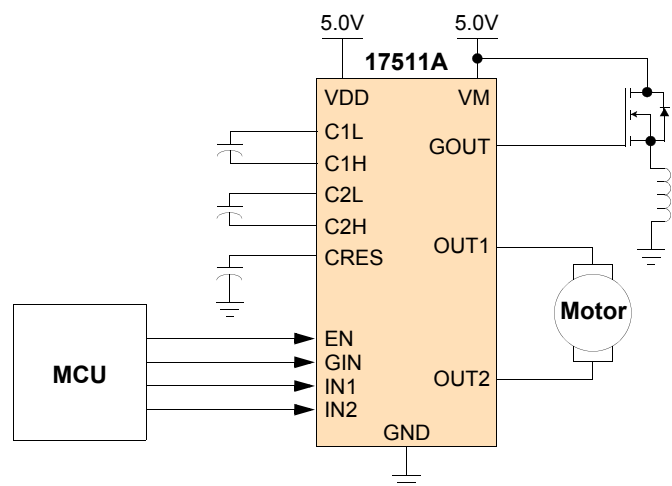 5.0V
5.0V
17511A
VDD
VM
C1L
C1H
GOUT
C2L
C2H
CRES
OUT1
Motor
MCU
EN
GIN
IN1
IN2
OUT2
GND